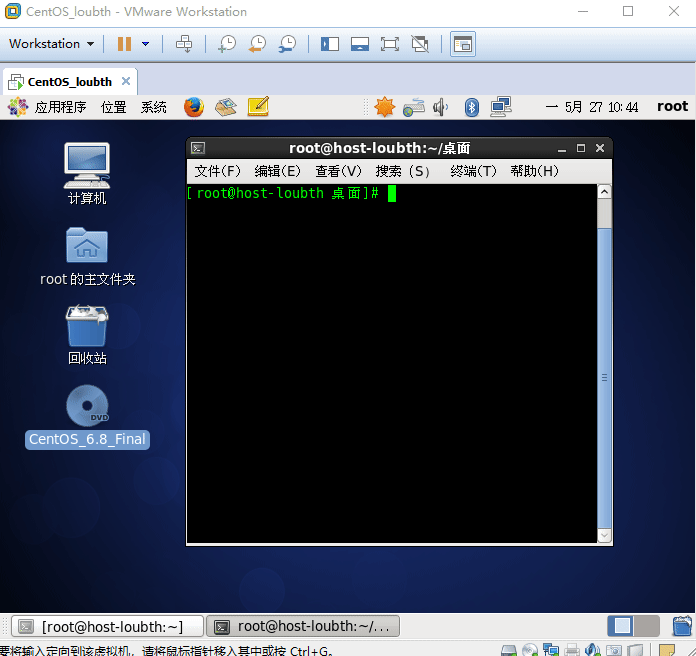 CentOS_loubth - VMware Workstation
Workstation
CentOS_loubth
应用程序 位置 系统 一 5月 27 10:44 root
root@host-loubth:~/桌面
文件(F) 编辑(E) 查看(V) 搜索 (S) 终端(T) 帮助(H)
[root@host-loubth 桌面]#
计算机
root 的主文件夹
回收站
DVD
CentOS_6.8_Final
[root@host-loubth:~] root@host-loubth:~/...
要将输入定向到该虚拟机，请将鼠标指针移入其中或按 Ctrl+G。